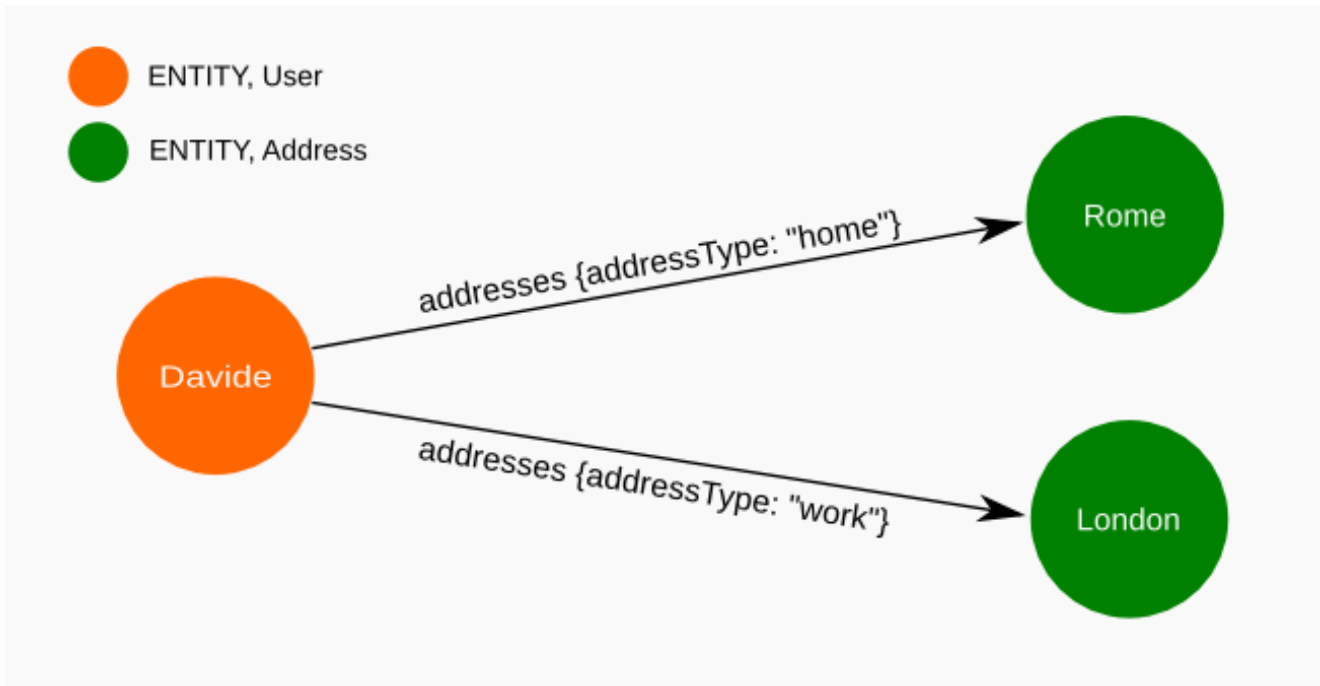 ENTITY, User
ENTITY, Address
addresses {addressType: "home"}
Rome
Davide
addresses {addressType: "work"}
London